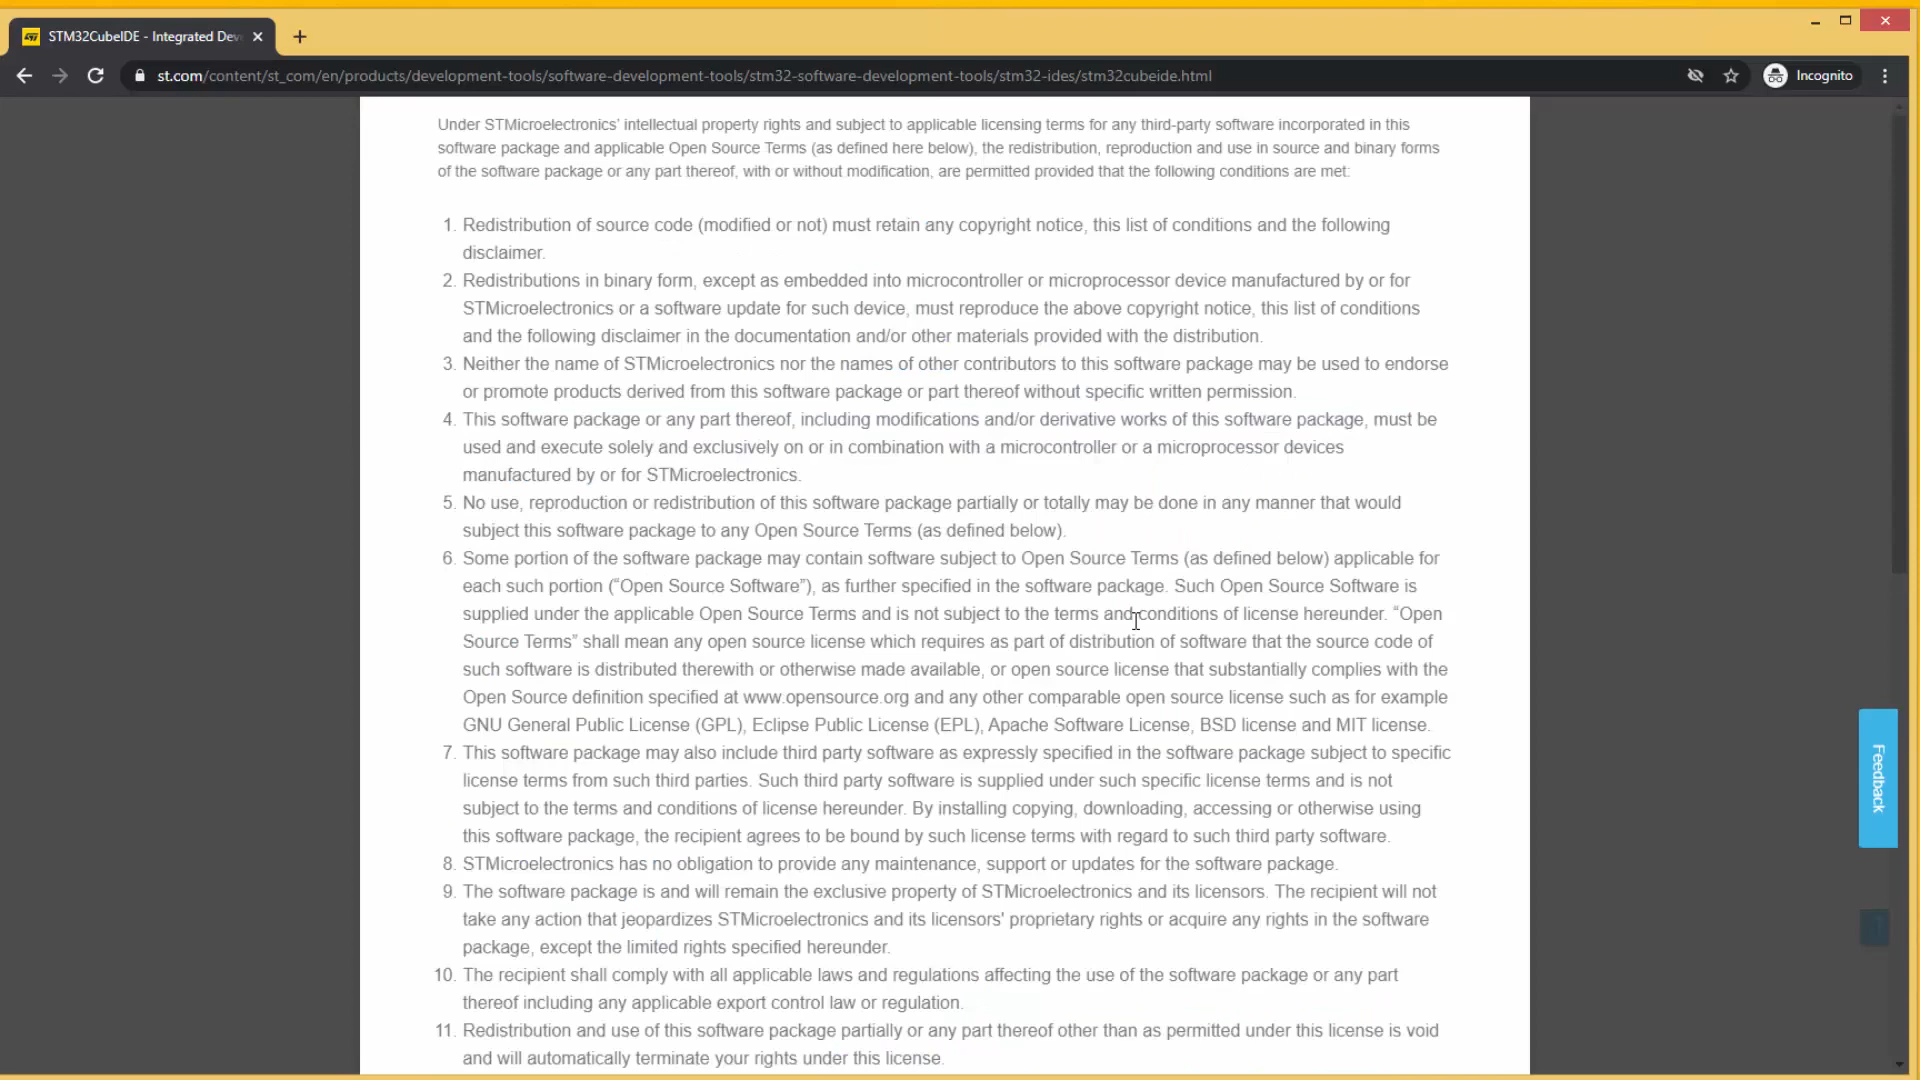 STM32CubeIDE - Integrated Dev
st.com/content/st_com/en/products/development-tools/software-development-tools/stm32-software-development-tools/stm32-ides/stm32cubeide.html
Incognito
Under STMicroelectronics’ intellectual property rights and subject to applicable licensing terms for any third-party software incorporated in this
software package and applicable Open Source Terms (as defined here below), the redistribution, reproduction and use in source and binary forms
of the software package or any part thereof, with or without modification, are permitted provided that the following conditions are met:
1. Redistribution of source code (modified or not) must retain any copyright notice, this list of conditions and the following
disclaimer.
2. Redistributions in binary form, except as embedded into microcontroller or microprocessor device manufactured by or for
STMicroelectronics or a software update for such device, must reproduce the above copyright notice, this list of conditions
and the following disclaimer in the documentation and/or other materials provided with the distribution.
3. Neither the name of STMicroelectronics nor the names of other contributors to this software package may be used to endorse
or promote products derived from this software package or part thereof without specific written permission.
4. This software package or any part thereof, including modifications and/or derivative works of this software package, must be
used and execute solely and exclusively on or in combination with a microcontroller or a microprocessor devices
manufactured by or for STMicroelectronics.
5. No use, reproduction or redistribution of this software package partially or totally may be done in any manner that would
subject this software package to any Open Source Terms (as defined below).
6. Some portion of the software package may contain software subject to Open Source Terms (as defined below) applicable for
each such portion (“Open Source Software”), as further specified in the software package. Such Open Source Software is
supplied under the applicable Open Source Terms and is not subject to the terms and conditions of license hereunder. “Open
Source Terms” shall mean any open source license which requires as part of distribution of software that the source code of
such software is distributed therewith or otherwise made available, or open source license that substantially complies with the
Open Source definition specified at www.opensource.org and any other comparable open source license such as for example
GNU General Public License (GPL), Eclipse Public License (EPL), Apache Software License, BSD license and MIT license.
7. This software package may also include third party software as expressly specified in the software package subject to specific
license terms from such third parties. Such third party software is supplied under such specific license terms and is not
subject to the terms and conditions of license hereunder. By installing copying, downloading, accessing or otherwise using
this software package, the recipient agrees to be bound by such license terms with regard to such third party software.
8. STMicroelectronics has no obligation to provide any maintenance, support or updates for the software package.
9. The software package is and will remain the exclusive property of STMicroelectronics and its licensors. The recipient will not
take any action that jeopardizes STMicroelectronics and its licensors' proprietary rights or acquire any rights in the software
package, except the limited rights specified hereunder.
10. The recipient shall comply with all applicable laws and regulations affecting the use of the software package or any part
thereof including any applicable export control law or regulation.
11. Redistribution and use of this software package partially or any part thereof other than as permitted under this license is void
and will automatically terminate your rights under this license.
Feedback